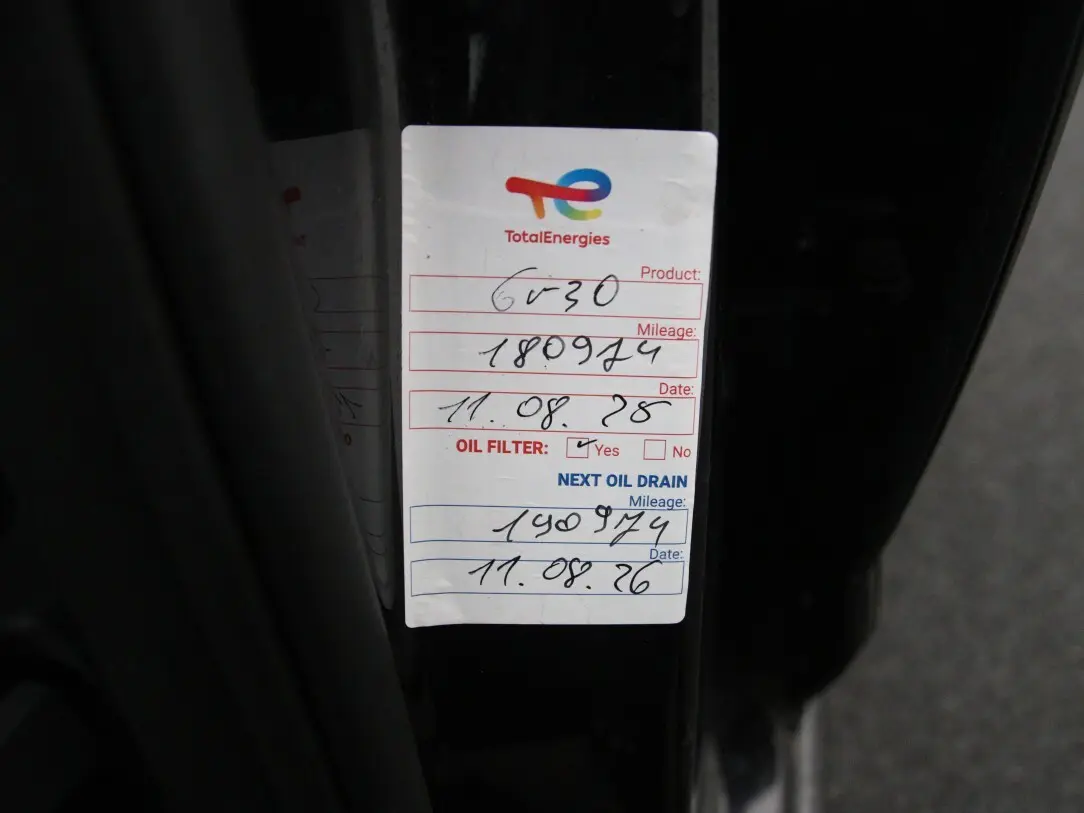 TotalEnergies
Product:
6v30
Mileage:
180974
Date:
11.08.25
OIL FILTER: Yes No
NEXT OIL DRAIN
Mileage:
190974
Date:
11.08.26